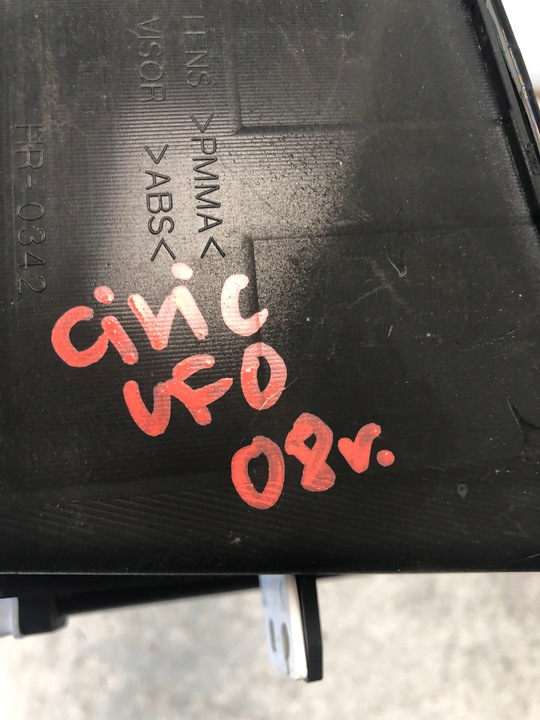 LENS >PMMA<
VISOR >ABS<
HR-0342
civic
UFO
08r.